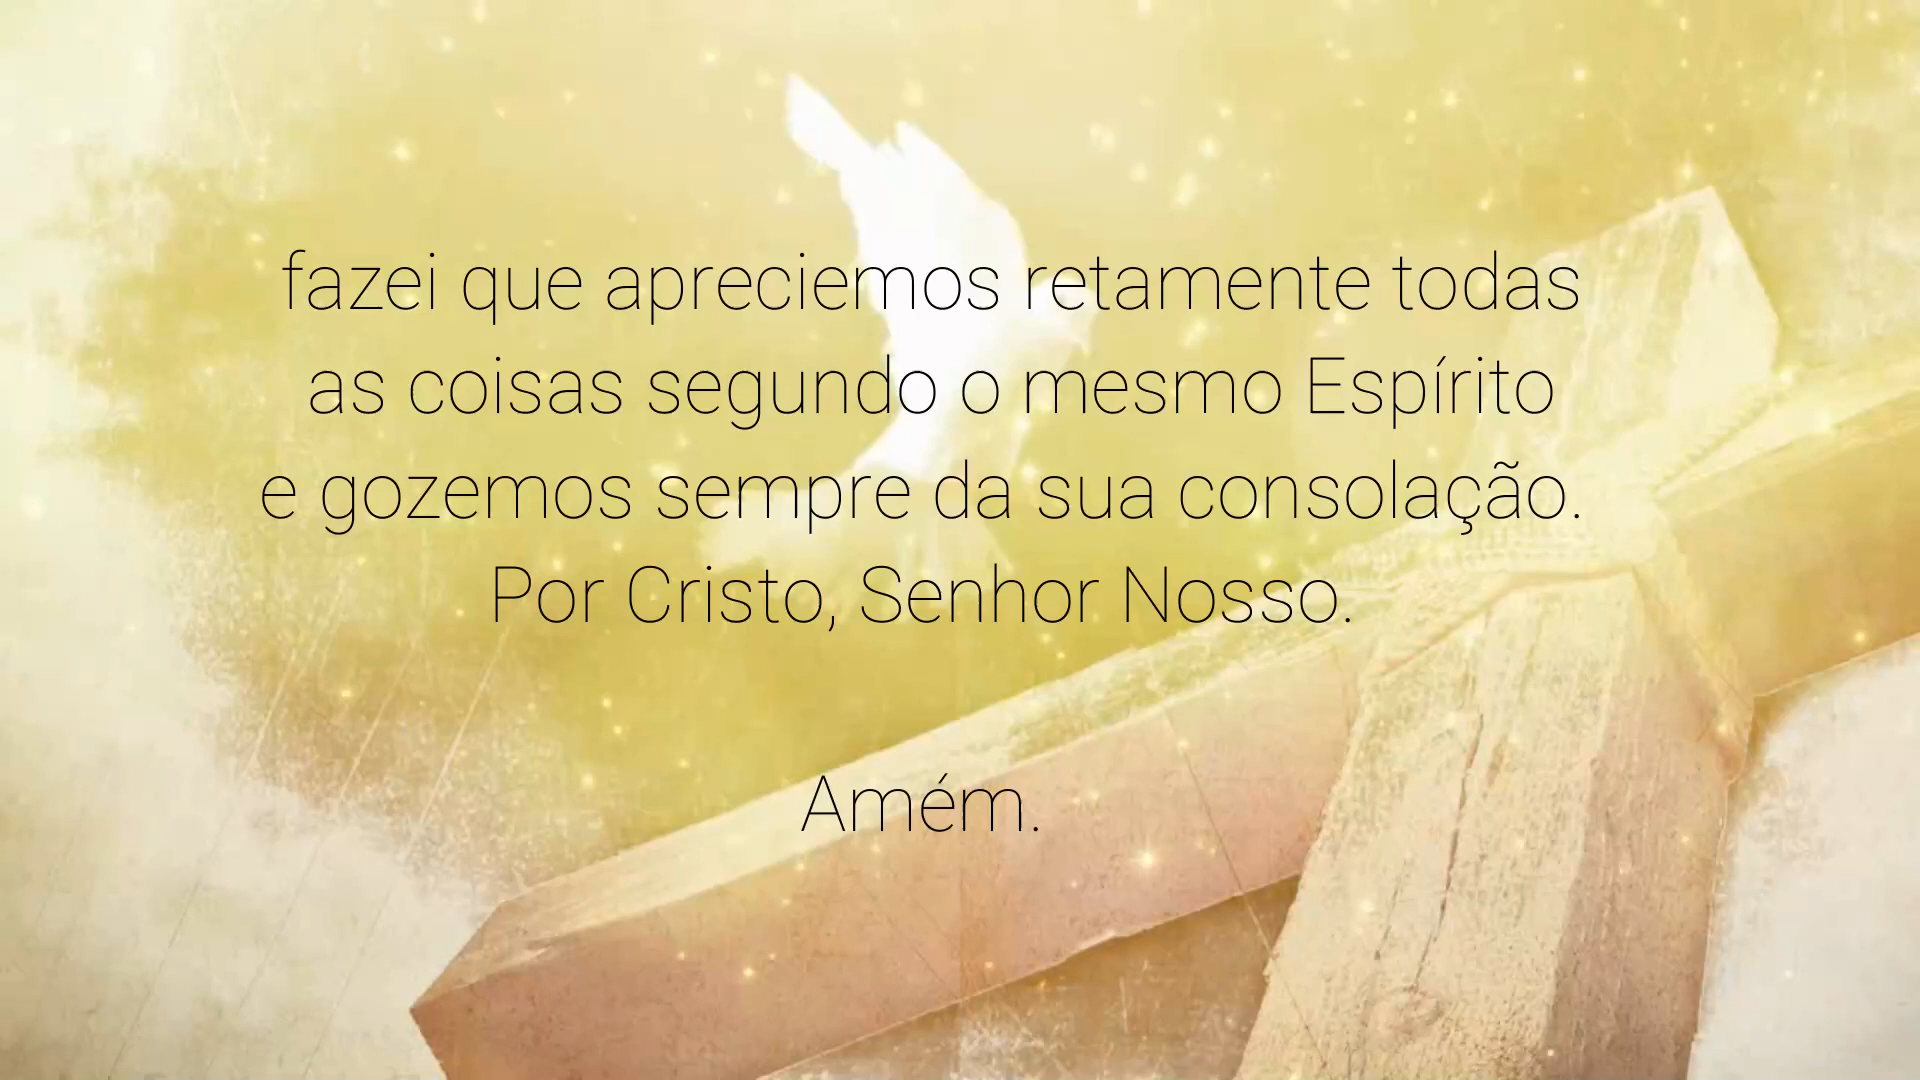 fazei que apreciemos retamente todas
as coisas segundo o mesmo Espírito
e gozemos sempre da sua consolação.
Por Cristo, Senhor Nosso.
Amém.